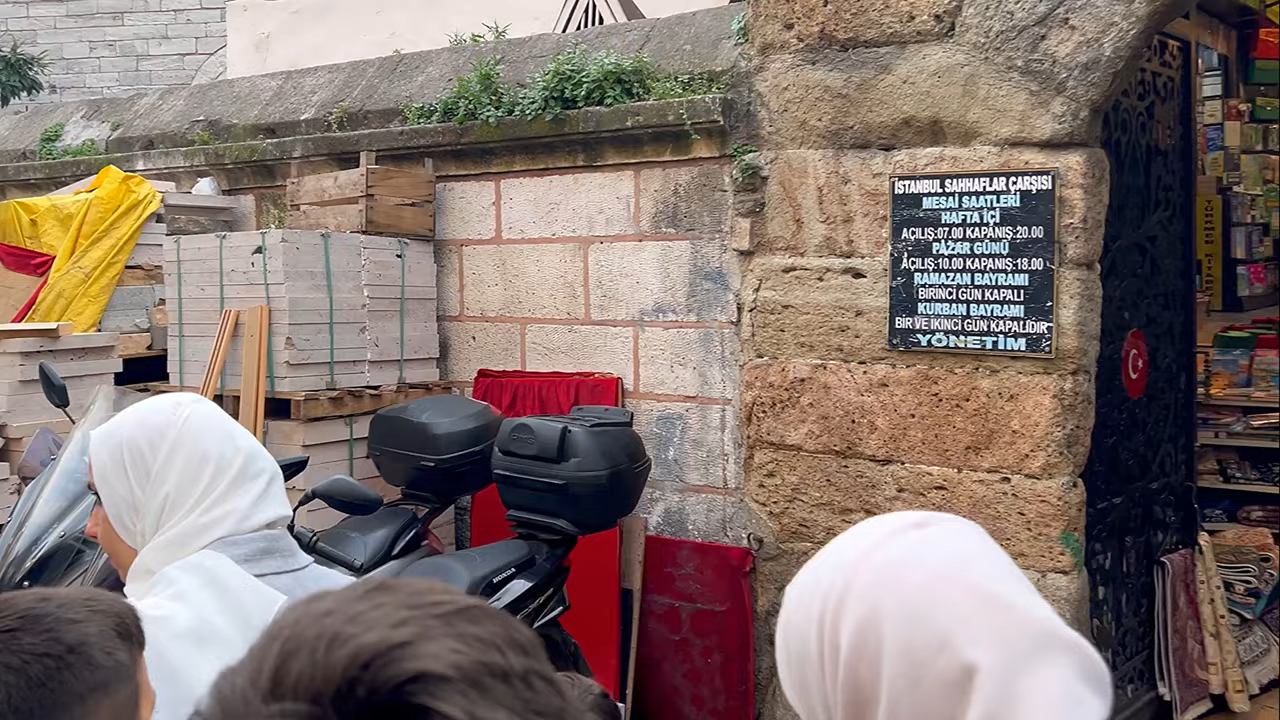 İSTANBUL SAHHAFLAR ÇARŞISI
MESAİ SAATLERİ
HAFTA İÇİ
AÇILIŞ:07.00 KAPANIŞ:20.00
PAZAR GÜNÜ
AÇILIŞ:10.00 KAPANIŞ:18.00
RAMAZAN BAYRAMI
BİRİNCİ GÜN KAPALI
KURBAN BAYRAMI
BİR VE İKİNCİ GÜN KAPALIDIR
YÖNETİM
HONDA